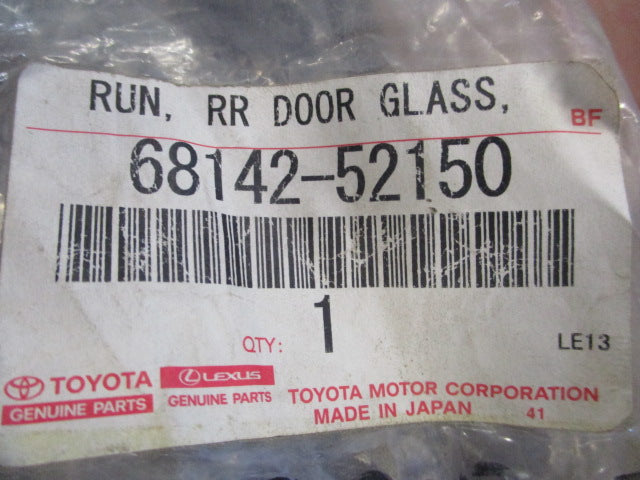 RUN, RR DOOR GLASS,
BF
68142-52150
QTY: 1
LE13
TOYOTA
GENUINE PARTS
LEXUS
GENUINE PARTS
TOYOTA MOTOR CORPORATION
MADE IN JAPAN 41